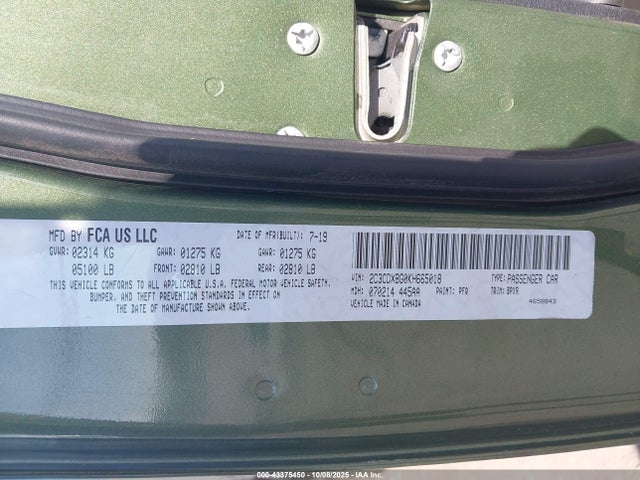 MFD BY FCA US LLC
DATE OF MFR(BUILT): 7-19
GVWR: 02314 KG GAWR: 01275 KG GAWR: 01275 KG
05100 LB FRONT: 02810 LB REAR: 02810 LB
THIS VEHICLE CONFORMS TO ALL APPLICABLE U.S.A. FEDERAL MOTOR VEHICLE SAFETY,
BUMPER, AND THEFT PREVENTION STANDARDS IN EFFECT ON
THE DATE OF MANUFACTURE SHOWN ABOVE.
VIN: 2C3CDXBG0KH665018 TYPE: PASSENGER CAR
MDH: 070214 445AA PAINT: PFQ TRIM: BPX9
VEHICLE MADE IN CANADA 4658843
000-43375450 - 10/08/2025 - IAA Inc.